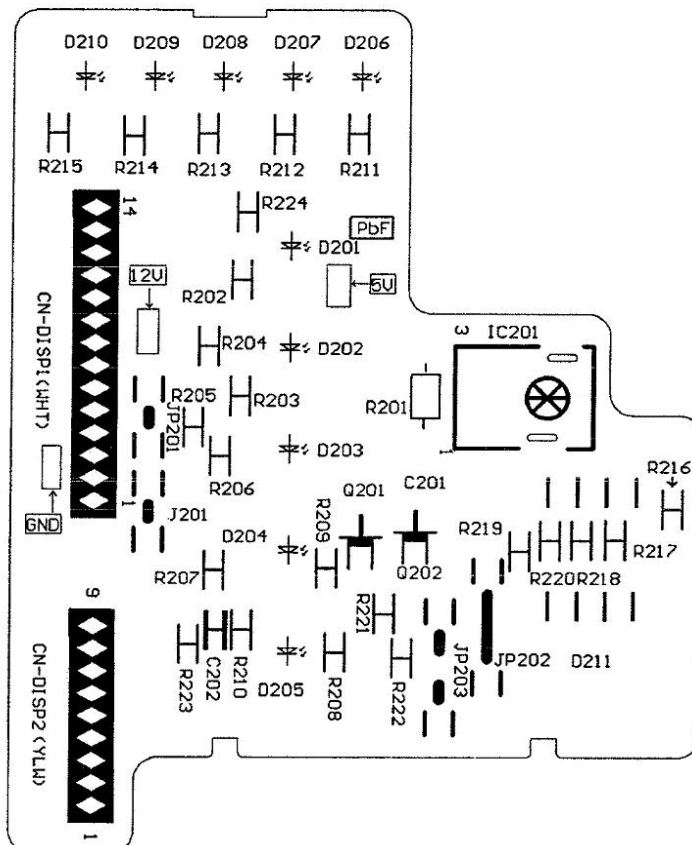 D210 D209 D208 D207 D206
R215 R214 R213 R212 R211
14
R224
PbF
D201
12V
R202
5V
CN-DISP1(WHT)
R204
D202
3
IC201
R205
JP201
R203
R201
D203
1
R206
R216
GND
1
J201
Q201
C201
D204
R209
R219
R217
R207
Q202
R220
R218
9
R221
CN-DISP2(YLW)
R223
C202
R210
D205
R208
R222
JP203
JP202
D211
1